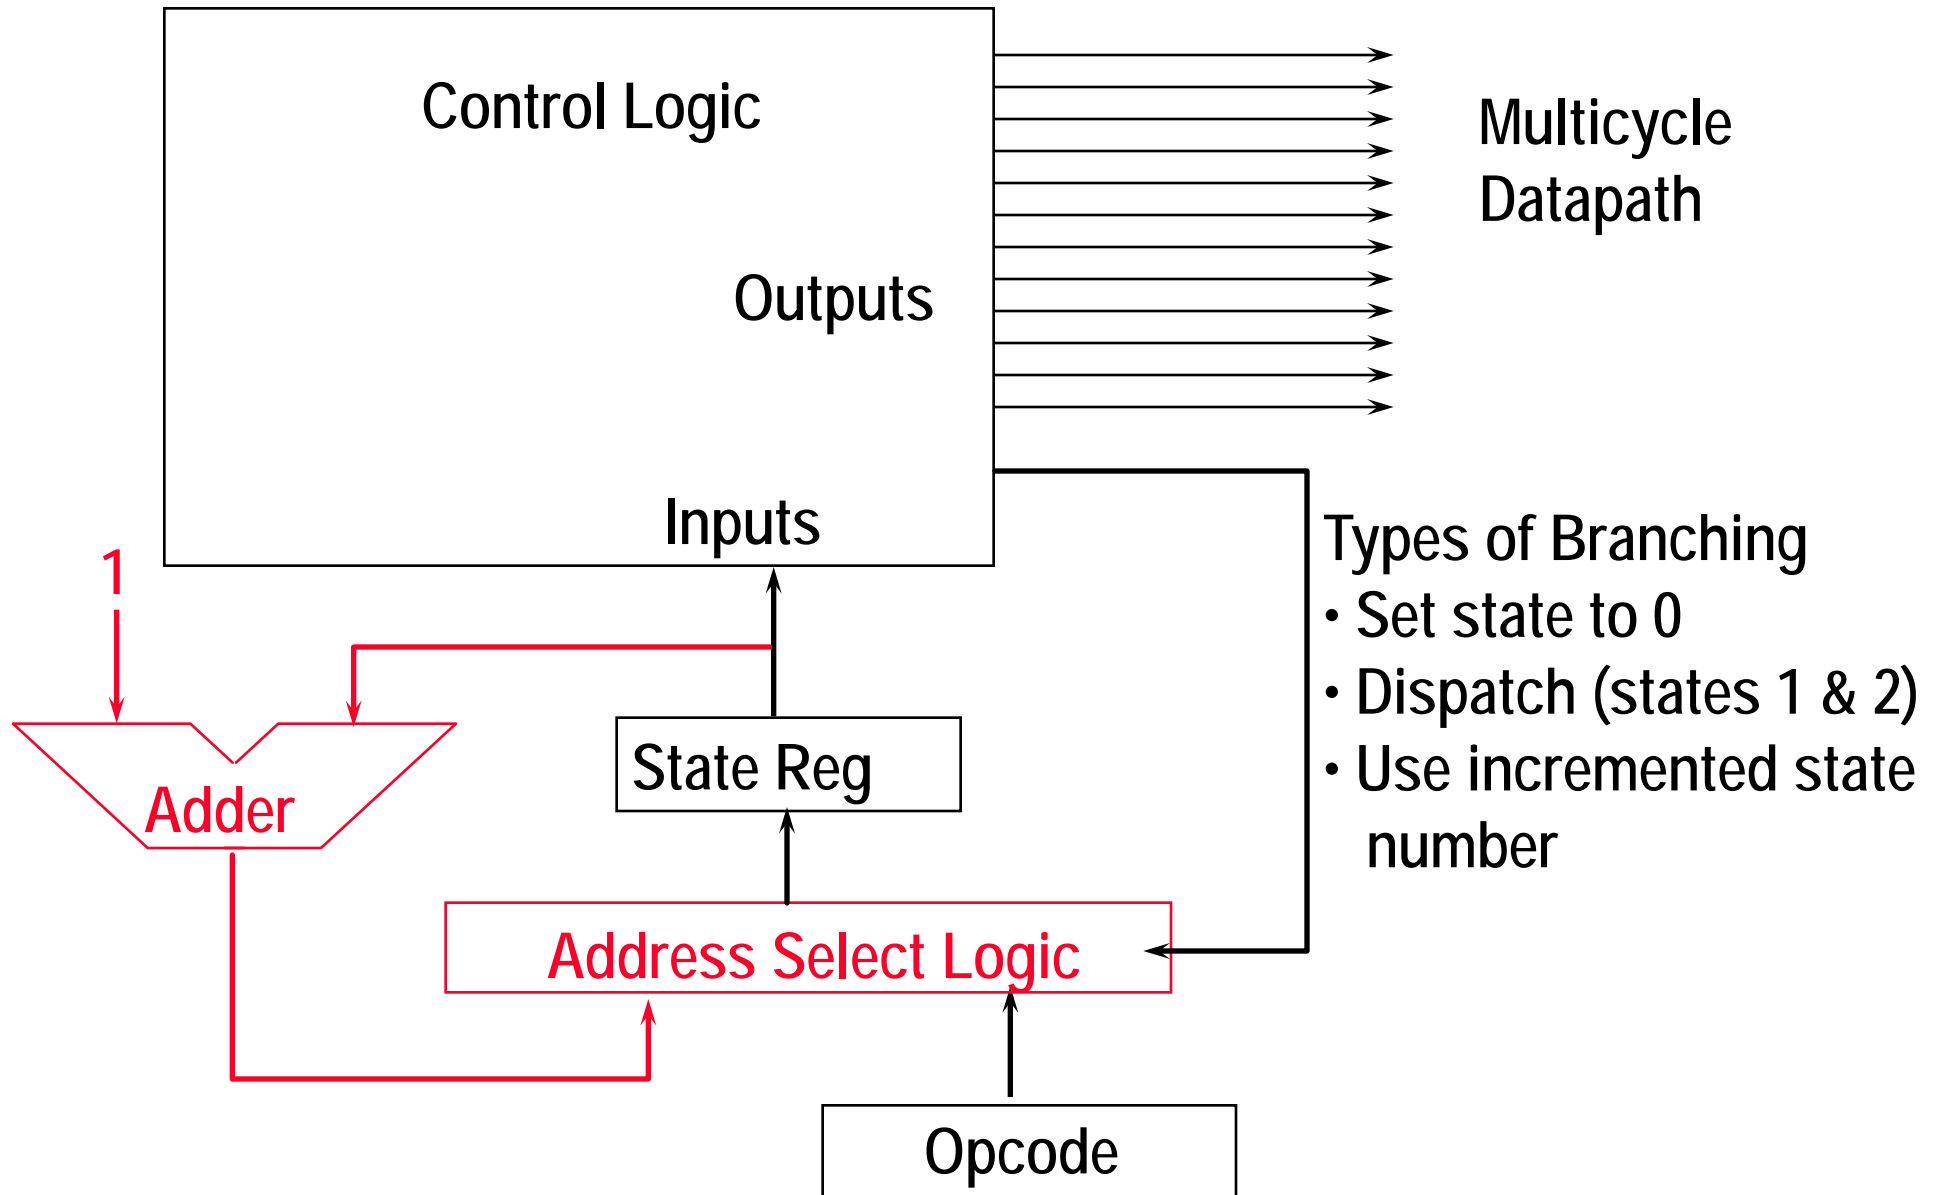 Control Logic
Multicycle
Datapath
Outputs
Inputs
Types of Branching
• Set state to 0
• Dispatch (states 1 & 2)
• Use incremented state
number
1
State Reg
Adder
Address Select Logic
Opcode